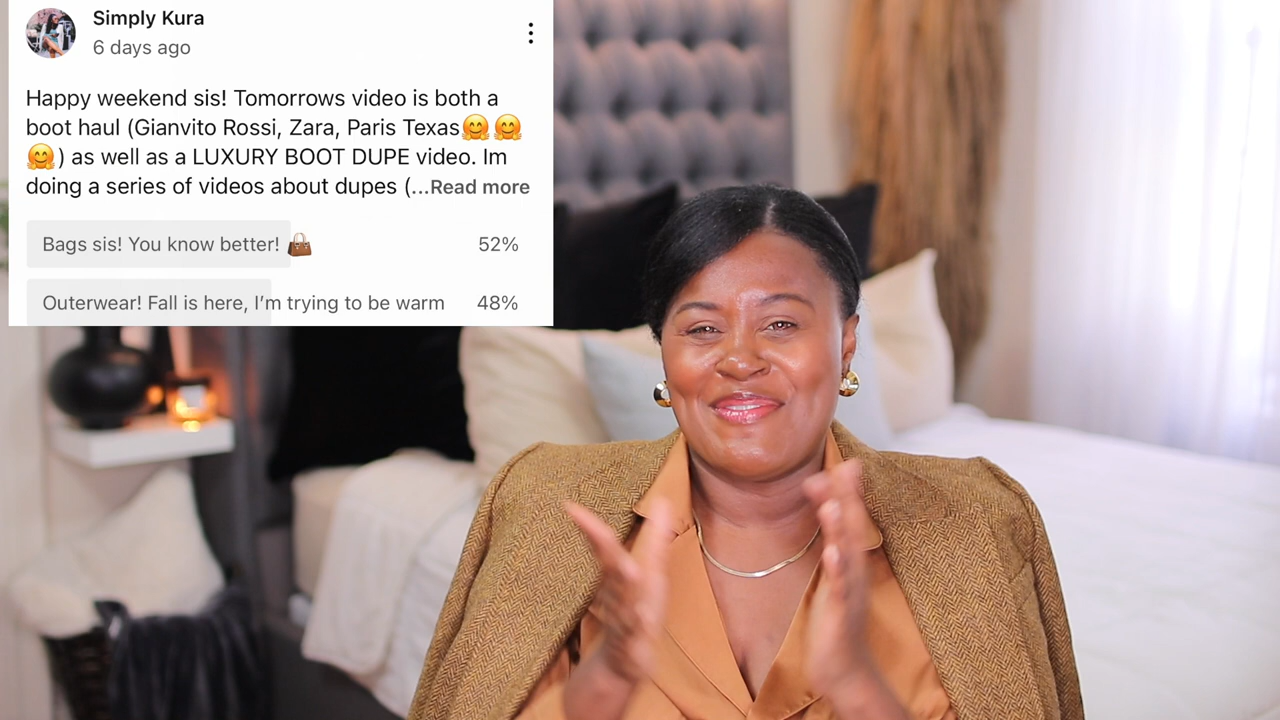 Simply Kura
6 days ago
Happy weekend sis! Tomorrows video is both a
boot haul (Gianvito Rossi, Zara, Paris Texas🤗🤗
🤗) as well as a LUXURY BOOT DUPE video. Im
doing a series of videos about dupes (...Read more
Bags sis! You know better! 👜 52%
Outerwear! Fall is here, I’m trying to be warm 48%